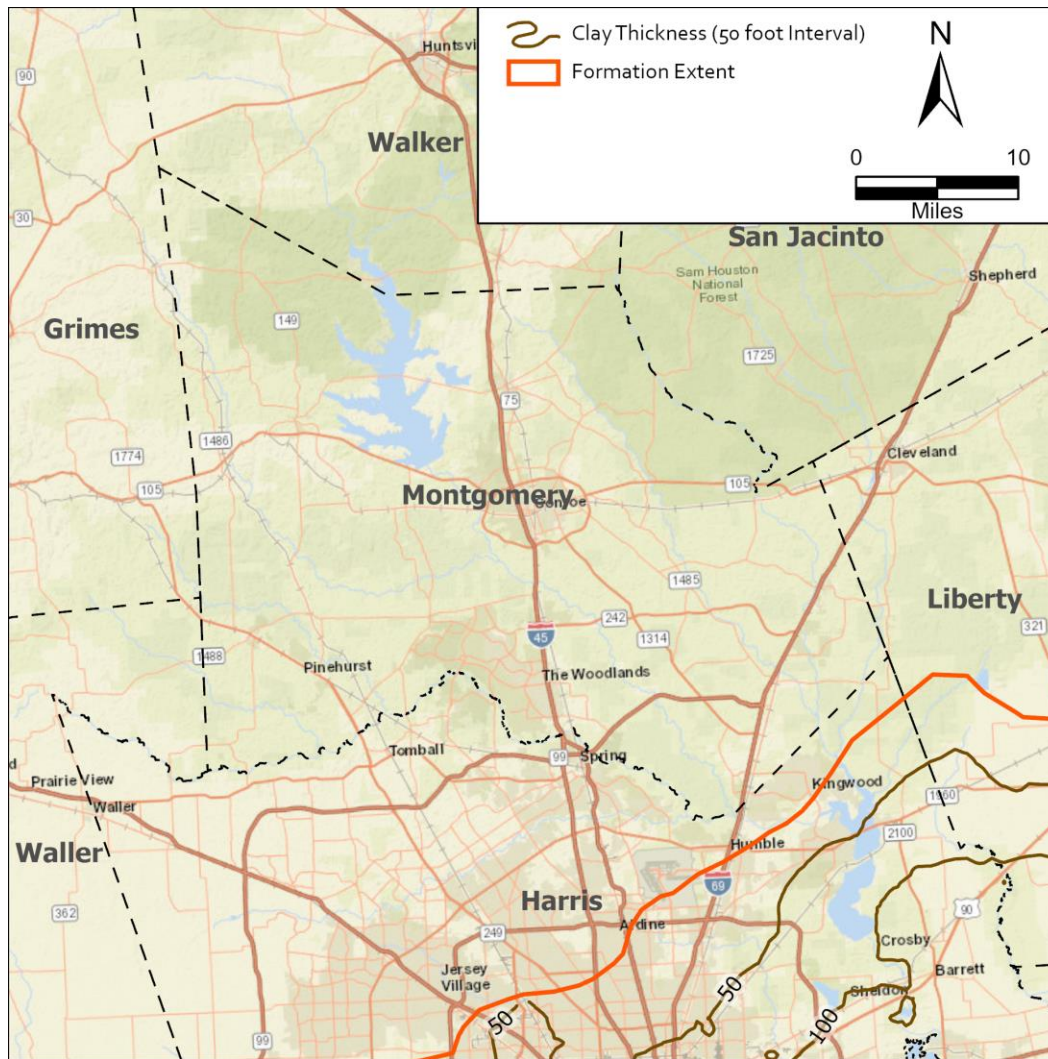 Clay Thickness (50 foot Interval)
Formation Extent
N
0 10
Miles
90
Huntsvi
Walker
30
San Jacinto
Sam Houston
National
Forest
Shepherd
Grimes
149
1725
75
1486
1774
105
Montgomery
Conroe
105
Cleveland
1485
Liberty
242
1314
321
45
1488
Pinehurst
The Woodlands
Tomball
99
Spring
Prairie View
Waller
Kingwood
1960
2100
Humble
Waller
Harris
69
362
90
249
Aldine
Crosby
Jersey
Village
Barrett
Sheldon
50
50
100
99